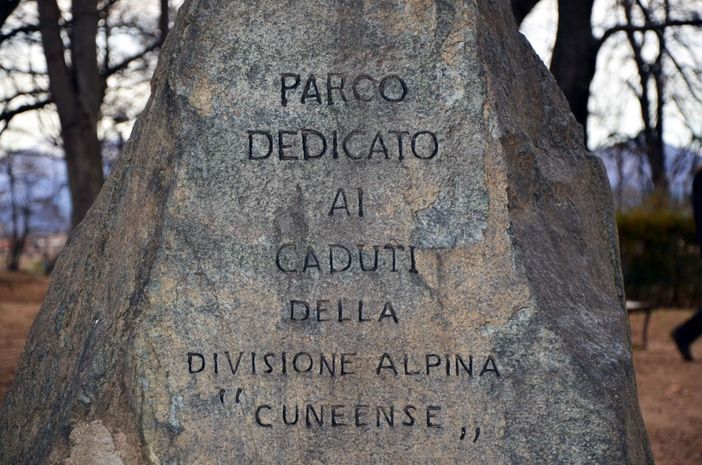 PARCO
DEDICATO
AI
CADUTI
DELLA
DIVISIONE ALPINA
"CUNEENSE„